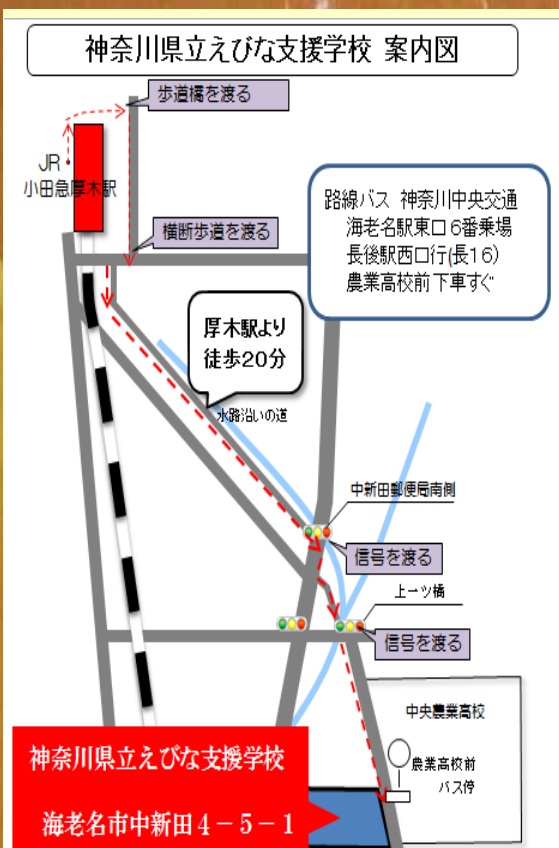 神奈川県立えびな支援学校 案内図
歩道橋を渡る
JR
小田急厚木駅
路線バス 神奈川中央交通
海老名駅東口6番乗場
長後駅西口行(長16)
農業高校前下車すぐ
横断歩道を渡る
厚木駅より
徒歩20分
水路沿いの道
中新田郵便局南側
信号を渡る
上一ツ橋
信号を渡る
中央農業高校
農業高校前
バス停
神奈川県立えびな支援学校
海老名市中新田4-5-1